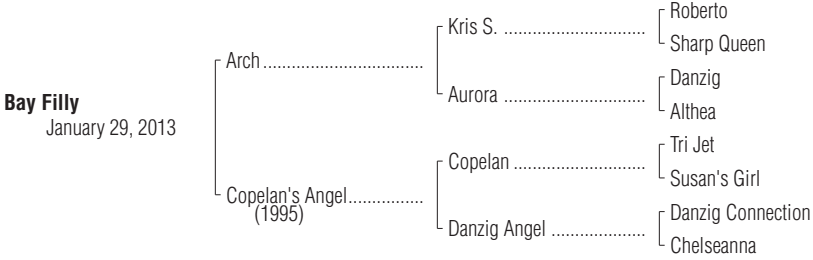 Roberto
Kris S. ..............................
Sharp Queen
Arch..................................
Danzig
Aurora ..............................
Althea
Bay Filly
January 29, 2013
Tri Jet
Copelan ............................
Susan's Girl
Copelan's Angel................
(1995)
Danzig Connection
Danzig Angel ....................
Chelseanna